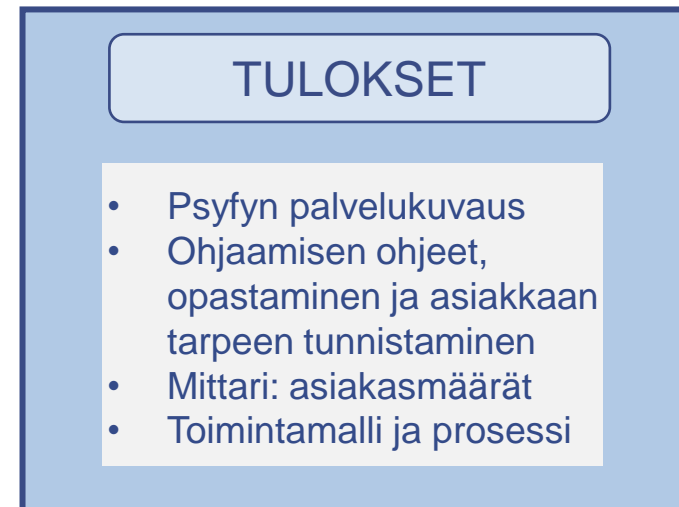 TULOKSET
• Psyfyn palvelukuvaus
• Ohjaamisen ohjeet,
opastaminen ja asiakkaan
tarpeen tunnistaminen
• Mittari: asiakasmäärät
• Toimintamalli ja prosessi